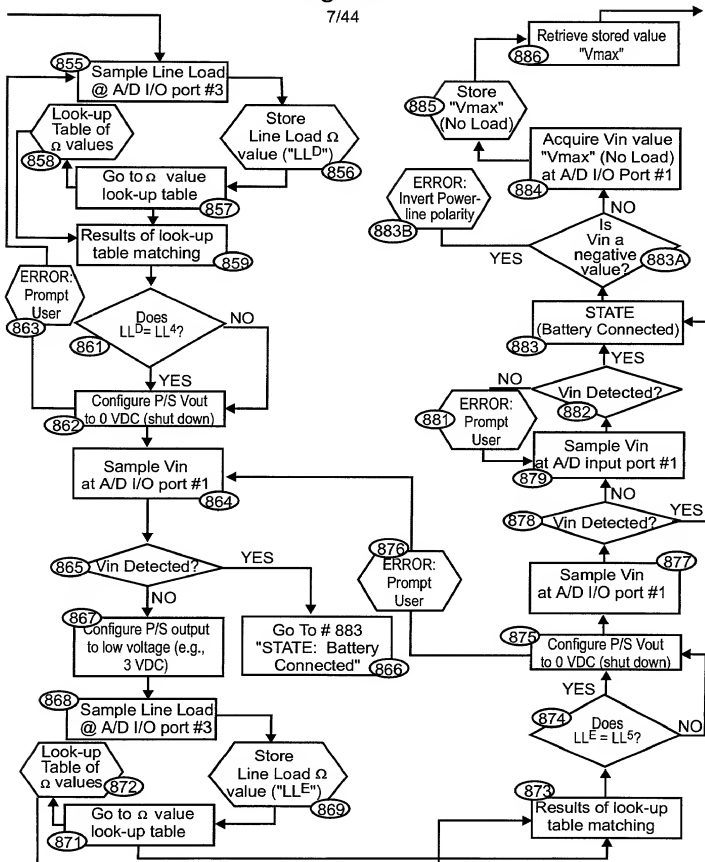 7/44
855
Sample Line Load
@ A/D I/O port #3
Look-up
Table of
Ω values
858
Store
Line Load Ω
value ("LLD")
856
Go to Ω value
look-up table
857
Results of look-up
table matching
859
ERROR:
Prompt
User
863
Does
LLD= LL4?
861
NO
YES
Configure P/S Vout
to 0 VDC (shut down)
862
Sample Vin
at A/D I/O port #1
864
865
Vin Detected?
YES
NO
867
Configure P/S output
to low voltage (e.g.,
3 VDC)
Go To # 883
"STATE: Battery
Connected"
866
868
Sample Line Load
@ A/D I/O port #3
Look-up
Table of
Ω values
872
Store
Line Load Ω
value ("LLE")
869
Go to Ω value
look-up table
871
Retrieve stored value
"Vmax"
886
Store
"Vmax"
(No Load)
885
Acquire Vin value
"Vmax" (No Load)
at A/D I/O Port #1
884
ERROR:
Invert Power-
line polarity
883B
NO
Is
Vin a
negative
value?
883A
YES
STATE
(Battery Connected)
883
YES
NO
Vin Detected?
882
ERROR:
Prompt
User
881
Sample Vin
at A/D input port #1
879
NO
878
Vin Detected?
YES
876
ERROR:
Prompt
User
877
Sample Vin
at A/D I/O port #1
875
Configure P/S Vout
to 0 VDC (shut down)
YES
874
Does
LLE = LL5?
NO
873
Results of look-up
table matching